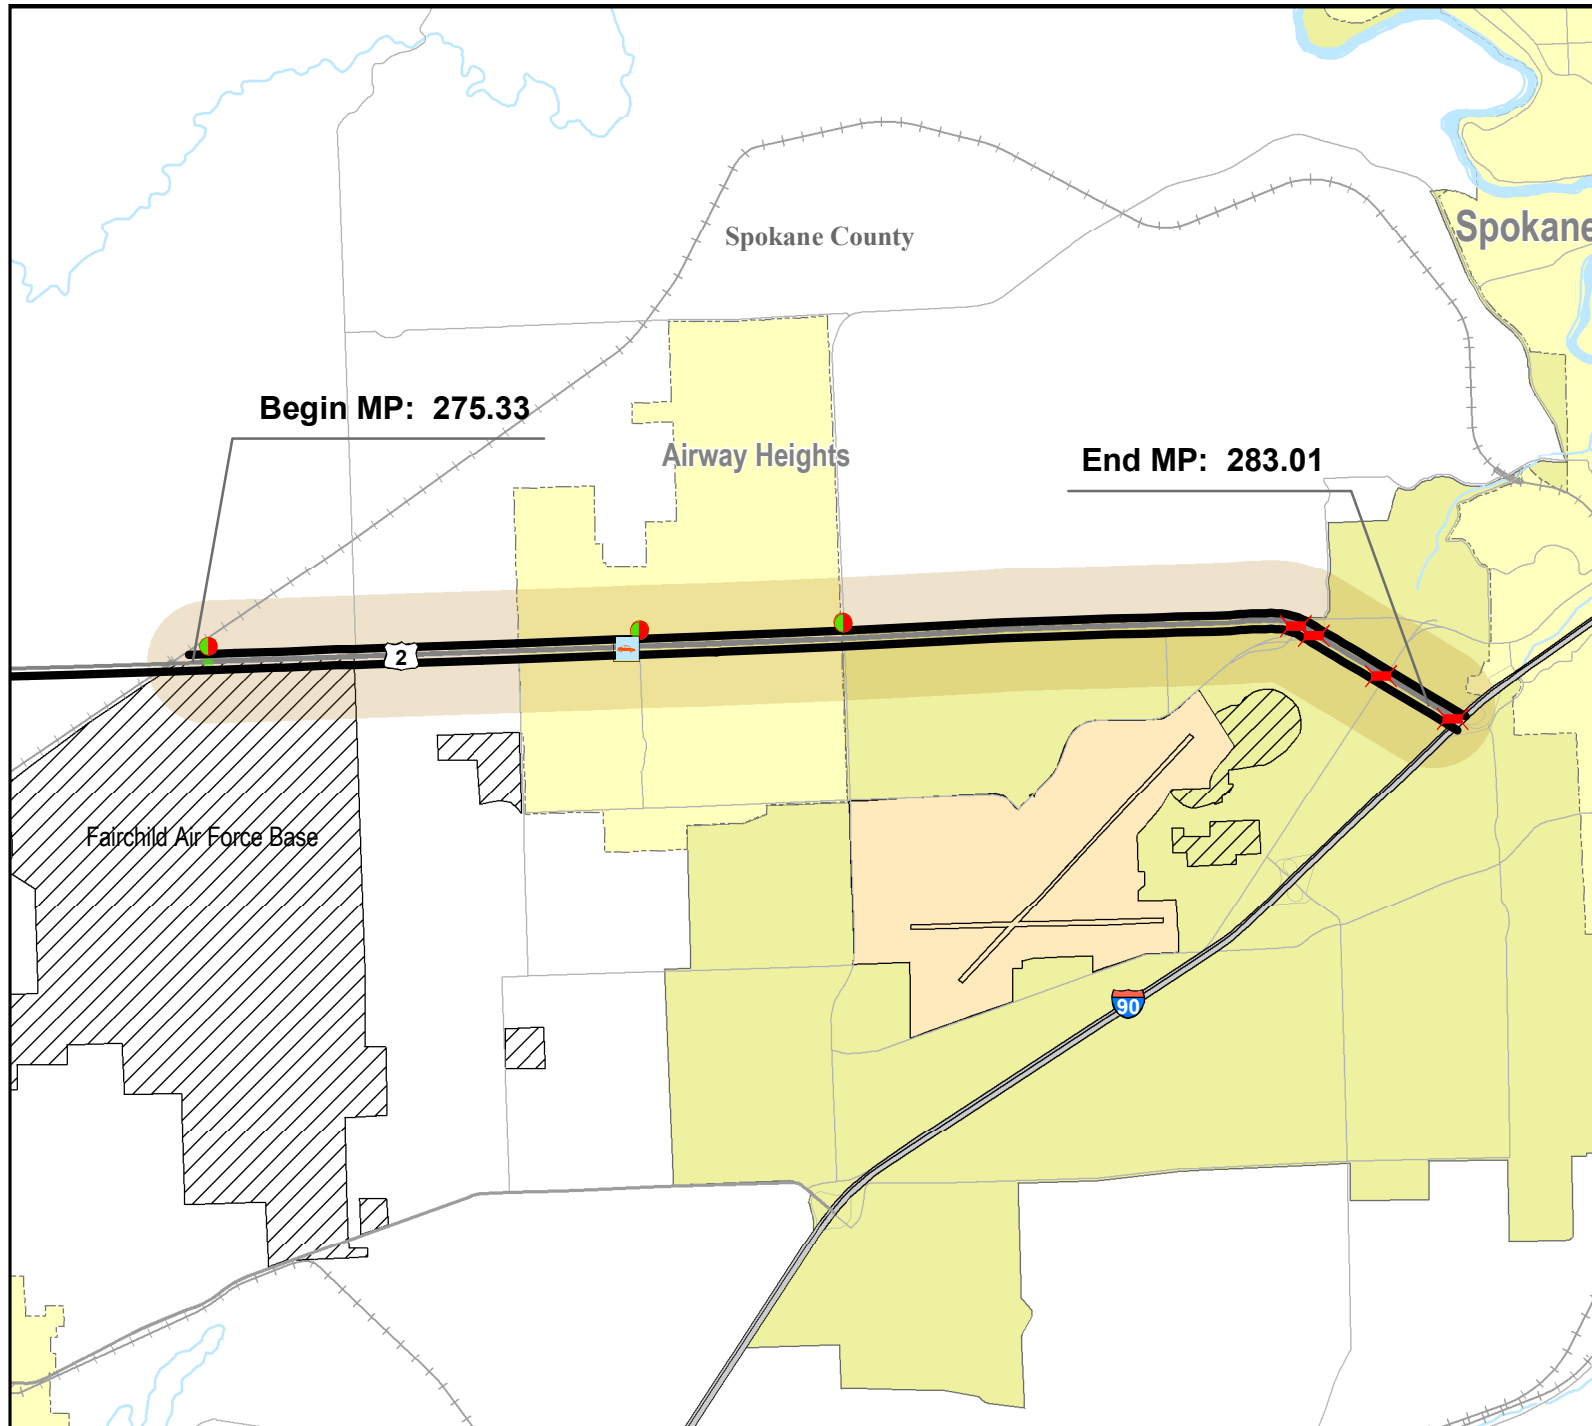 Spokane
Spokane County
Begin MP: 275.33
Airway Heights
End MP: 283.01
2
Fairchild Air Force Base
90